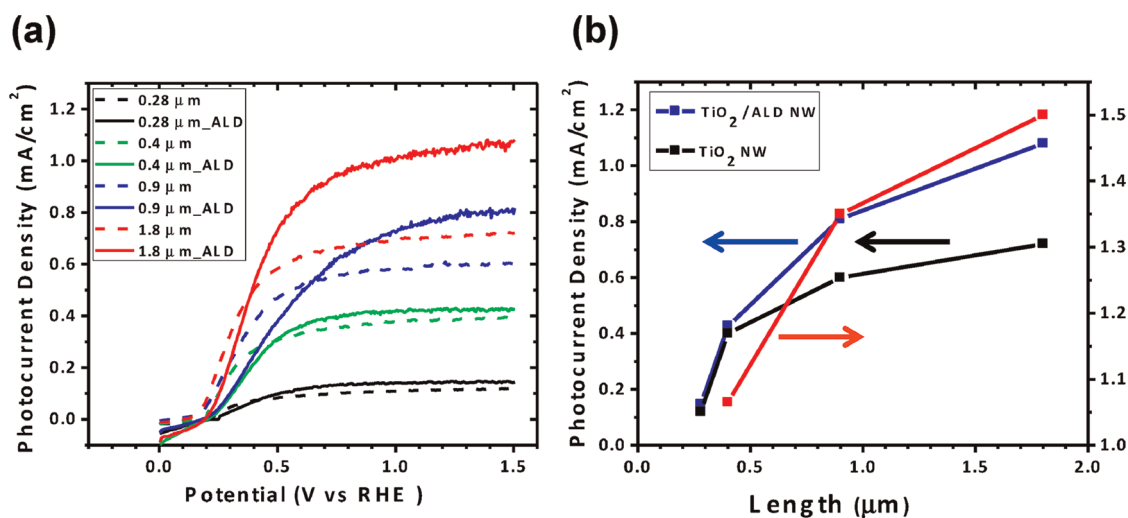 (a)
Photocurrent Density (mA/cm²)
1.2
1.0
0.8
0.6
0.4
0.2
0.0
0.28 μm
0.28 μm_ALD
0.4 μm
0.4 μm_ALD
0.9 μm
0.9 μm_ALD
1.8 μm
1.8 μm_ALD
0.0
0.5
1.0
1.5
Potential (V vs RHE )
(b)
Photocurrent Density (mA/cm²)
1.2
1.0
0.8
0.6
0.4
0.2
0.0
TiO₂/ALD NW
TiO₂ NW
1.5
1.4
1.3
1.2
1.1
1.0
0.0
0.5
1.0
1.5
2.0
Length (μm)